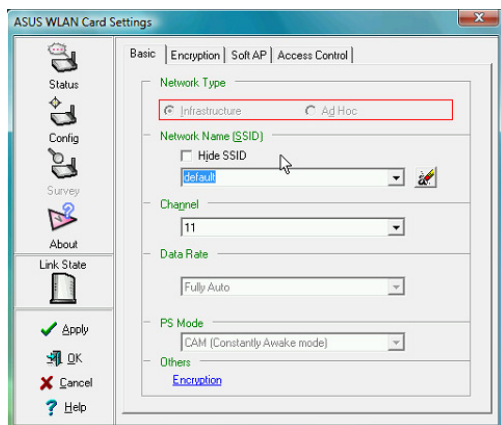 ASUS WLAN Card Settings
Status
Config
Survey
About
Link State
Apply
OK
Cancel
Help
Basic
Encryption
Soft AP
Access Control
Network Type
Infrastructure
Ad Hoc
Network Name (SSID)
Hide SSID
default
Channel
11
Data Rate
Fully Auto
PS Mode
CAM (Constantly Awake mode)
Others
Encryption